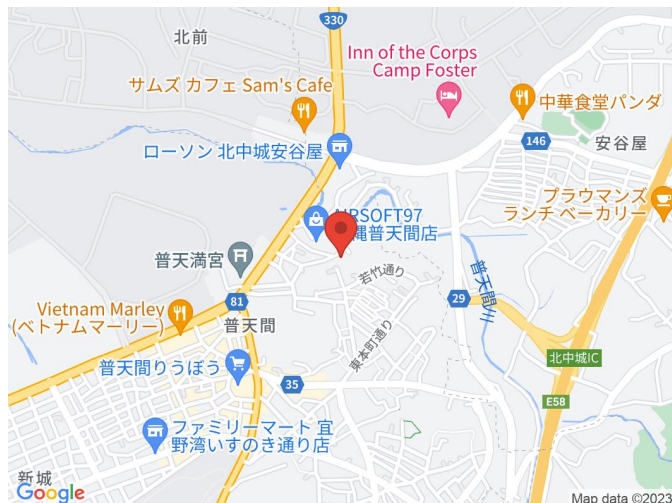 330
北前
Inn of the Corps
Camp Foster
サムズ カフェ Sam's Cafe
中華食堂パンダ
146
安谷屋
ローソン 北中城安谷屋
プラウマンズ
ランチ ベーカリー
AIRSOFT97
縄普天間店
普天満宮
若竹通り
普天間川
Vietnam Marley
(ベトナムマーリー)
81
29
普天間
東本町通り
北中城IC
普天間りうぼう
35
E58
ファミリーマート 宜
野湾いすのき通り店
新城
Google
Map data ©2023